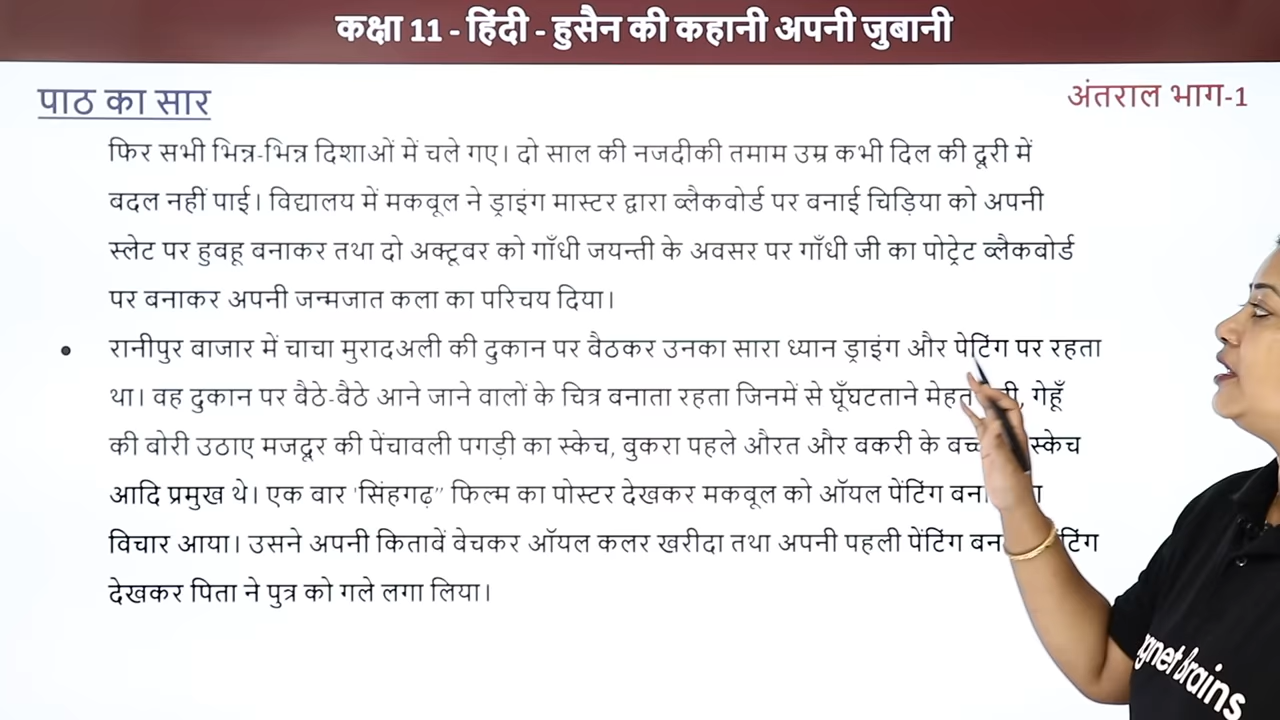 कक्षा 11 - हिंदी - हुसैन की कहानी अपनी जुबानी
पाठ का सार
अंतराल भाग-1
फिर सभी भिन्न-भिन्न दिशाओं में चले गए। दो साल की नजदीकी तमाम उम्र कभी दिल की दूरी में
बदल नहीं पाई। विद्यालय में मकबूल ने ड्राइंग मास्टर द्वारा ब्लैकबोर्ड पर बनाई चिड़िया को अपनी
स्लेट पर हुबहू बनाकर तथा दो अक्टूबर को गाँधी जयन्ती के अवसर पर गाँधी जी का पोट्रेट ब्लैकबोर्ड
पर बनाकर अपनी जन्मजात कला का परिचय दिया।
• रानीपुर बाजार में चाचा मुरादअली की दुकान पर बैठकर उनका सारा ध्यान ड्राइंग और पेटिंग पर रहता
था। वह दुकान पर बैठे-बैठे आने जाने वालों के चित्र बनाता रहता जिनमें से घूँघटताने गेहूँ
की बोरी उठाए मजदूर की पेंचावली पगड़ी का स्केच, बुकरा पहले औरत और बकरी के स्केच
आदि प्रमुख थे। एक बार 'सिंहगढ़" फिल्म का पोस्टर देखकर मकबूल को ऑयल पेंटिंग
विचार आया। उसने अपनी किताबें बेचकर ऑयल कलर खरीदा तथा अपनी पहली पेंटिंग
देखकर पिता ने पुत्र को गले लगा लिया।
gnet Brains